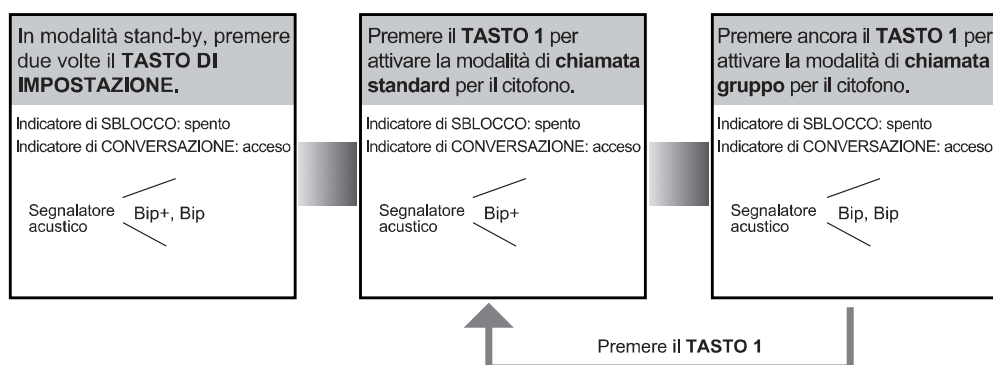 In modalità stand-by, premere
due volte il TASTO DI
IMPOSTAZIONE.
Indicatore di SBLOCCO: spento
Indicatore di CONVERSAZIONE: acceso
Segnalatore
acustico
Bip+, Bip
Premere il TASTO 1 per
attivare la modalità di chiamata
standard per il citofono.
Indicatore di SBLOCCO: spento
Indicatore di CONVERSAZIONE: acceso
Segnalatore
acustico
Bip+
Premere ancora il TASTO 1 per
attivare la modalità di chiamata
gruppo per il citofono.
Indicatore di SBLOCCO: spento
Indicatore di CONVERSAZIONE: acceso
Segnalatore
acustico
Bip, Bip
Premere il TASTO 1